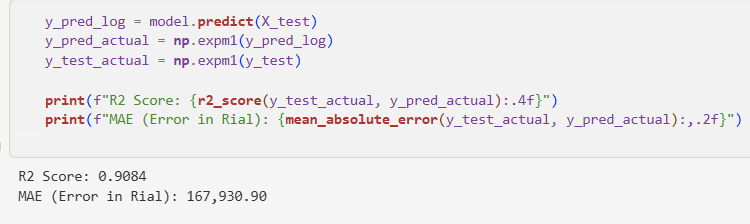 y_pred_log = model.predict(X_test)
y_pred_actual = np.expm1(y_pred_log)
y_test_actual = np.expm1(y_test)
print(f"R2 Score: {r2_score(y_test_actual, y_pred_actual):.4f}")
print(f"MAE (Error in Rial): {mean_absolute_error(y_test_actual, y_pred_actual):,.2f}")
R2 Score: 0.9084
MAE (Error in Rial): 167,930.90